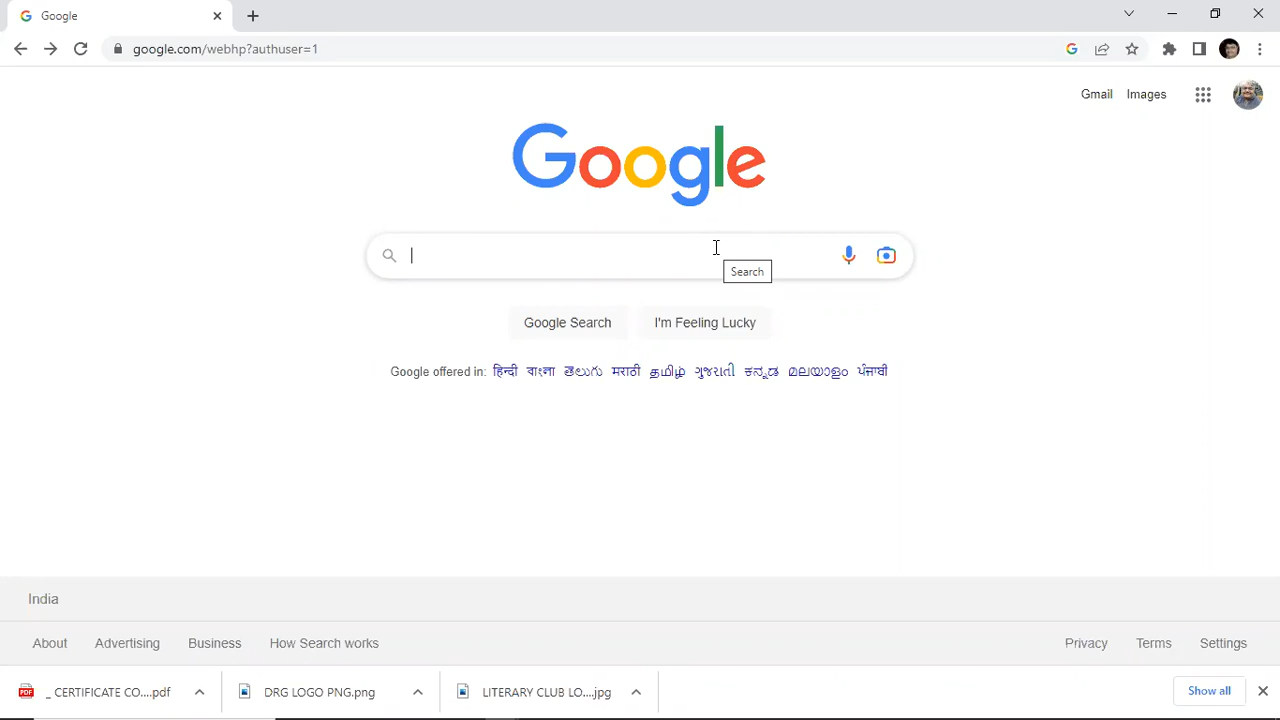 Google
google.com/webhp?authuser=1
Gmail Images
Google
Search
Google Search I'm Feeling Lucky
Google offered in: हिन्दी বাংলা తెలుగు मराठी தமிழ் ગુજરાતી ಕನ್ನಡ മലയാളം ਪੰਜਾਬੀ
India
About Advertising Business How Search works Privacy Terms Settings
PDF _ CERTIFICATE CO....pdf DRG LOGO PNG.png LITERARY CLUB LO....jpg Show all